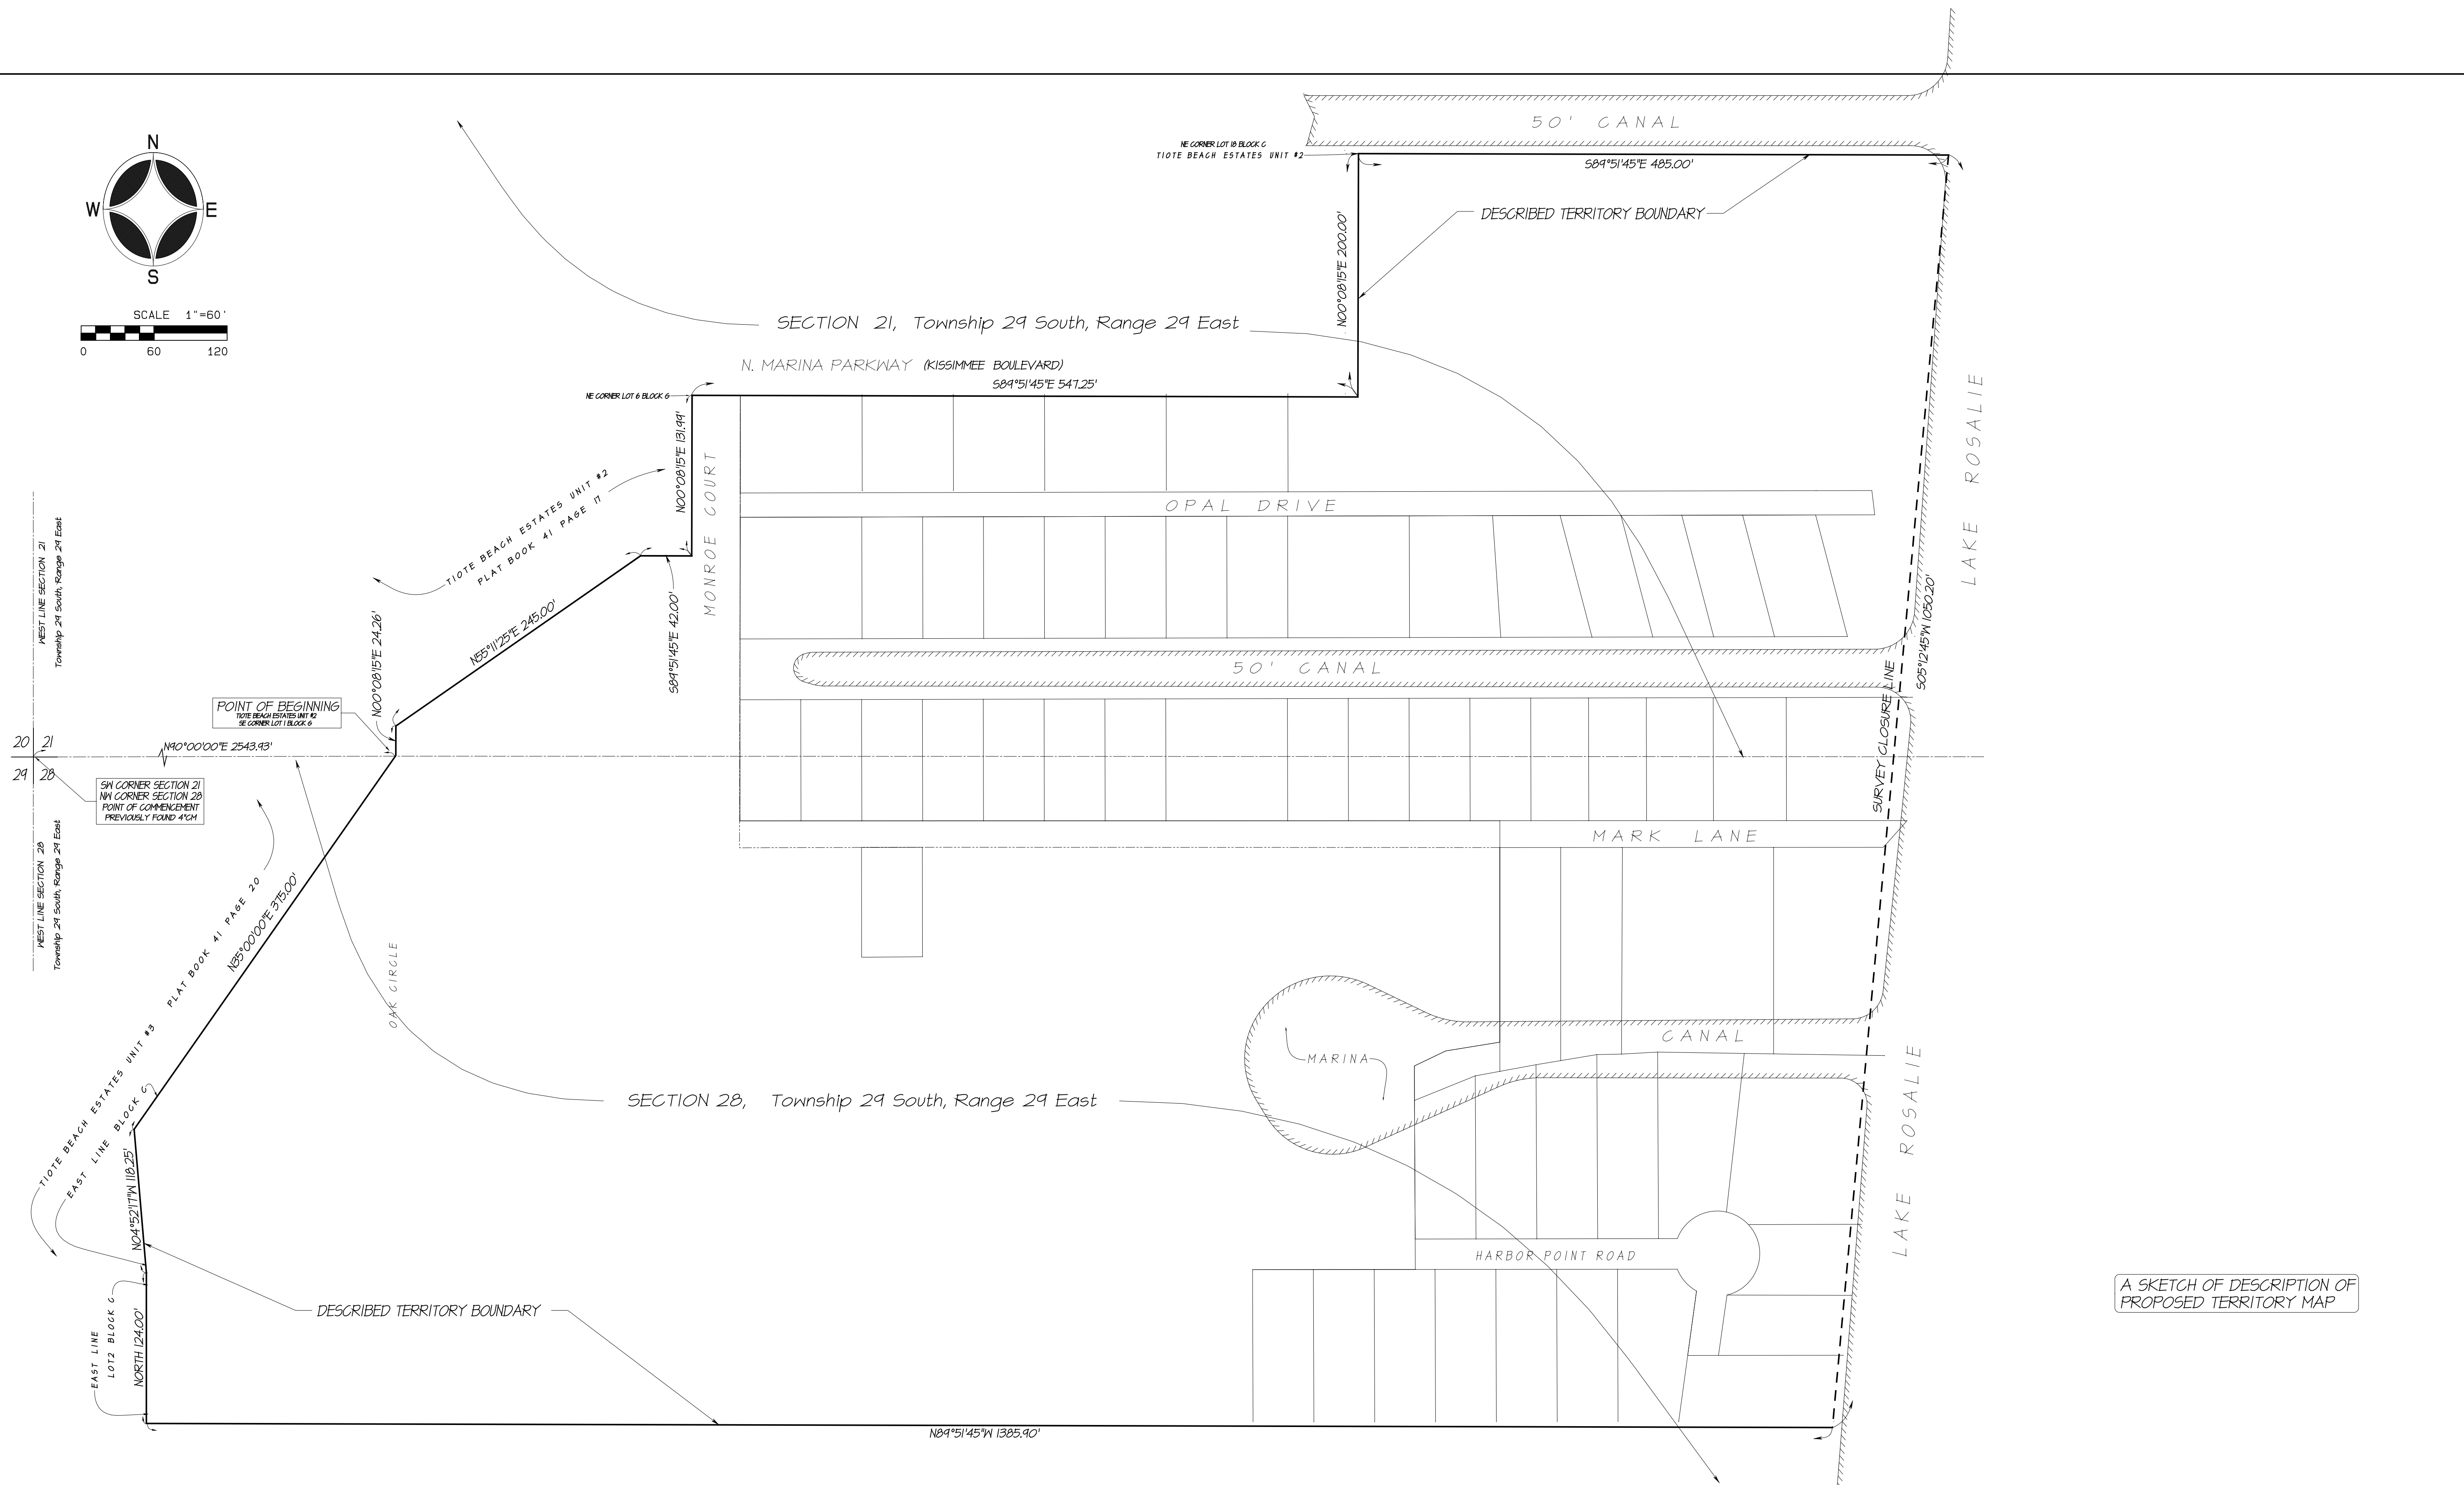 50' CANAL
NE CORNER LOT 18 BLOCK C
TIOTE BEACH ESTATES UNIT #2
S89°51'45"E 485.00'
N
W
E
S
DESCRIBED TERRITORY BOUNDARY
N00°08'15"E 200.00'
SCALE 1"=60'
0 60 120
SECTION 21, Township 29 South, Range 29 East
N. MARINA PARKWAY (KISSIMMEE BOULEVARD)
S89°51'45"E 547.25'
NE CORNER LOT 6 BLOCK G
N00°08'15"E 131.99'
MONROE COURT
LAKE ROSALIE
OPAL DRIVE
TIOTE BEACH ESTATES UNIT #2
PLAT BOOK 41 PAGE 17
WEST LINE SECTION 21
Township 29 South, Range 29 East
N55°11'25"E 245.00'
S89°51'45"E 42.00'
N00°08'15"E 24.26'
S05°12'45"W 1050.20'
SURVEY CLOSURE LINE
50' CANAL
POINT OF BEGINNING
TIOTE BEACH ESTATES UNIT #2
SE CORNER LOT 1 BLOCK G
20 21
29 28
N90°00'00"E 2543.93'
SW CORNER SECTION 21
NW CORNER SECTION 28
POINT OF COMMENCEMENT
PREVIOUSLY FOUND 4"CM
WEST LINE SECTION 28
Township 29 South, Range 29 East
MARK LANE
N35°00'00"E 375.00'
TIOTE BEACH ESTATES UNIT #3 PLAT BOOK 41 PAGE 20
EAST LINE BLOCK G
OAK CIRCLE
CANAL
MARINA
SECTION 28, Township 29 South, Range 29 East
LAKE ROSALIE
N04°52'17"W 118.25'
HARBOR POINT ROAD
A SKETCH OF DESCRIPTION OF
PROPOSED TERRITORY MAP
DESCRIBED TERRITORY BOUNDARY
EAST LINE
LOT2 BLOCK G
NORTH 124.00'
N89°51'45"W 1385.90'